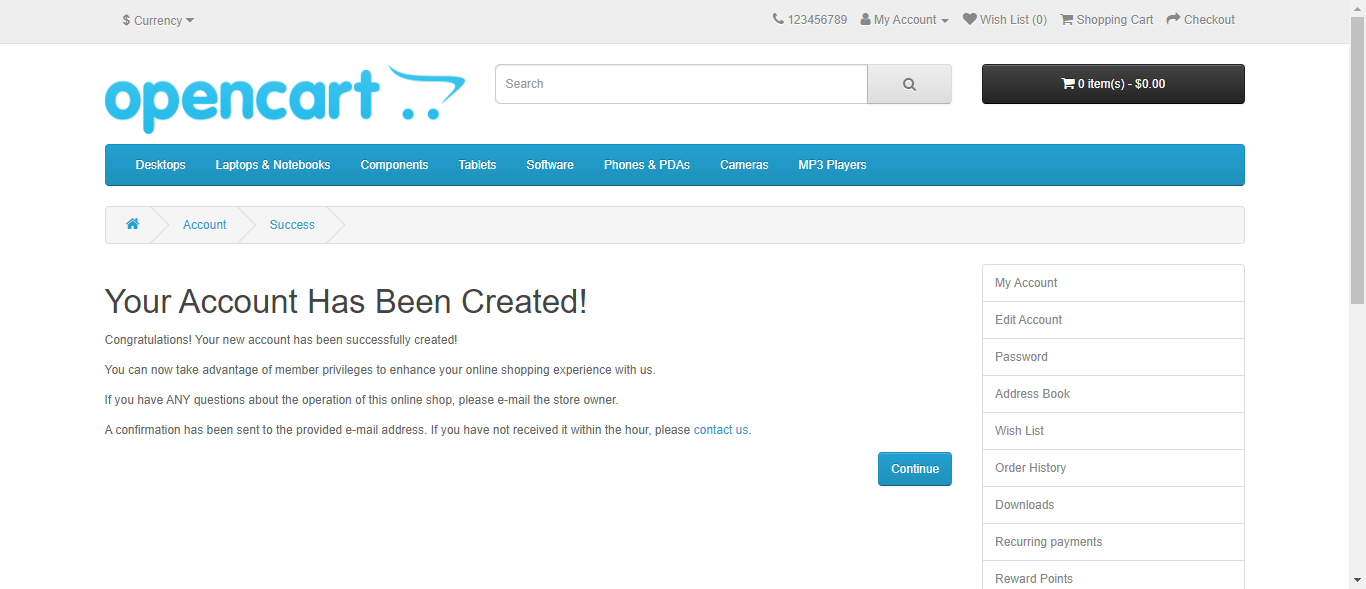 $ Currency
123456789 My Account Wish List (0) Shopping Cart Checkout
opencart
Search
0 item(s) - $0.00
Desktops Laptops & Notebooks Components Tablets Software Phones & PDAs Cameras MP3 Players
Account Success
Your Account Has Been Created!
Congratulations! Your new account has been successfully created!
You can now take advantage of member privileges to enhance your online shopping experience with us.
If you have ANY questions about the operation of this online shop, please e-mail the store owner.
A confirmation has been sent to the provided e-mail address. If you have not received it within the hour, please contact us.
Continue
My Account
Edit Account
Password
Address Book
Wish List
Order History
Downloads
Recurring payments
Reward Points